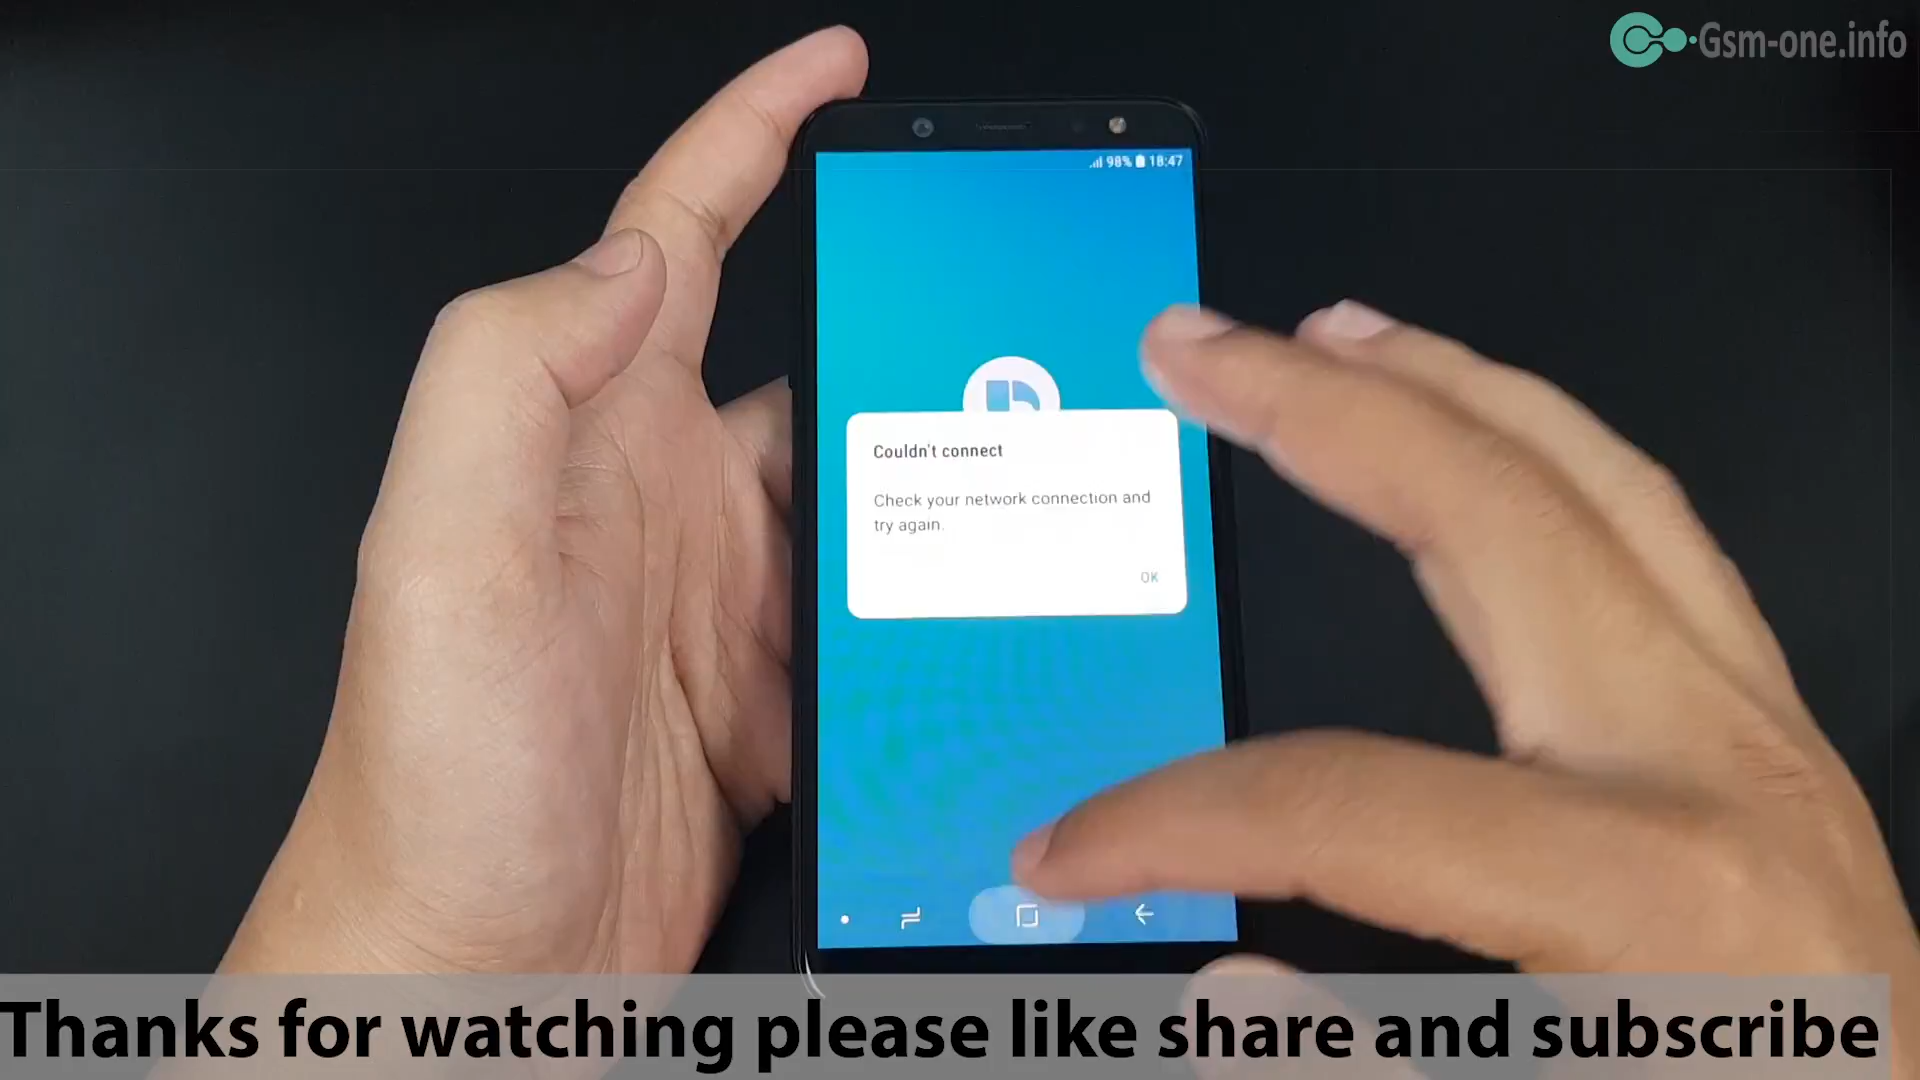 Gsm-one.info
98% 18:47
Couldn't connect
Check your network connection and
try again.
OK
Thanks for watching please like share and subscribe